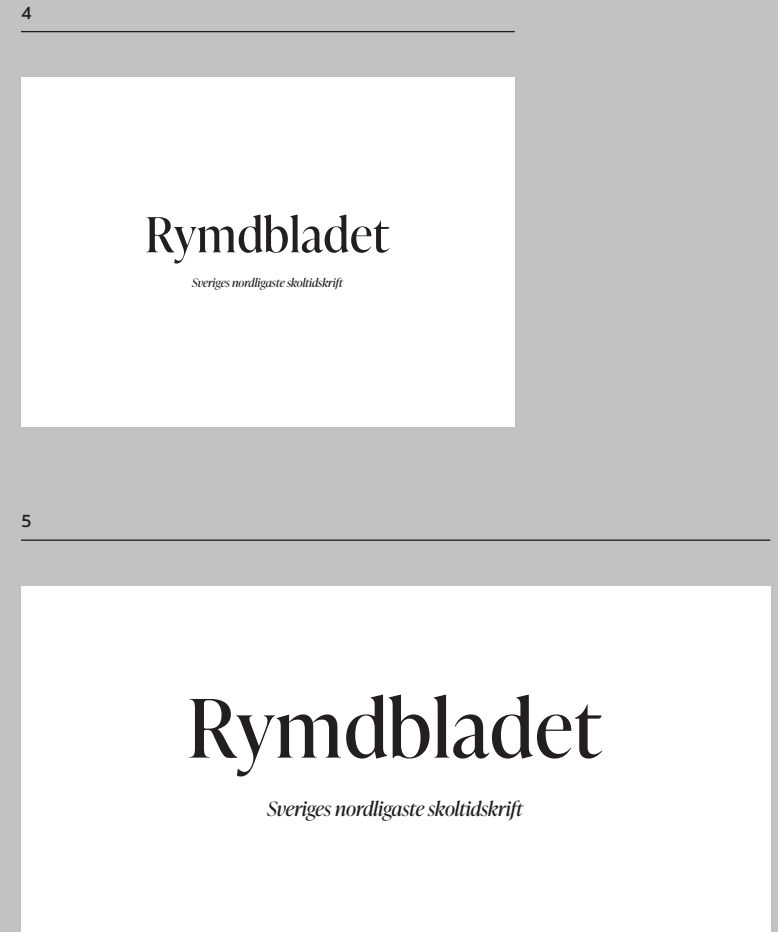 4
Rymdbladet
Sveriges nordligaste skoltidskrift
5
Rymdbladet
Sveriges nordligaste skoltidskrift